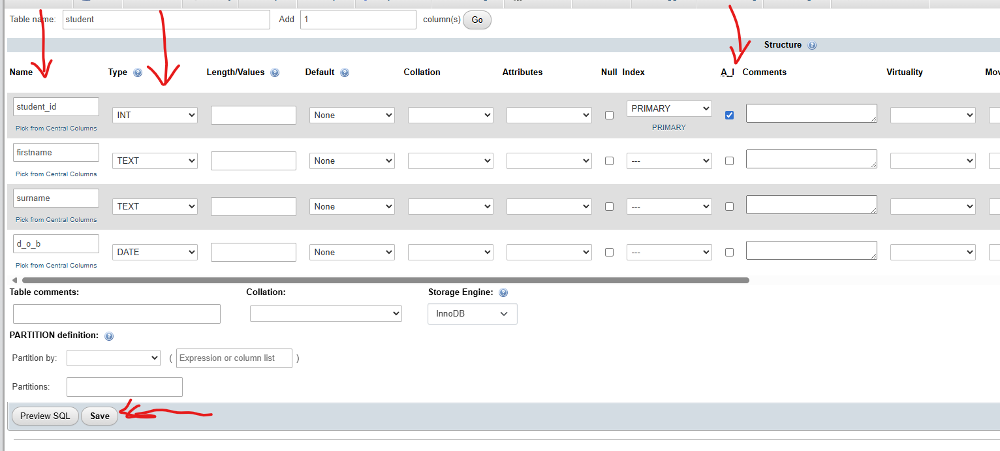 Table name: student Add 1 column(s) Go
Structure
Name Type Length/Values Default Collation Attributes Null Index A_I Comments Virtuality Mov
student_id INT None PRIMARY
Pick from Central Columns PRIMARY
firstname TEXT None ---
Pick from Central Columns
surname TEXT None ---
Pick from Central Columns
d_o_b DATE None ---
Pick from Central Columns
Table comments: Collation: Storage Engine:
InnoDB
PARTITION definition:
Partition by: ( Expression or column list )
Partitions:
Preview SQL Save